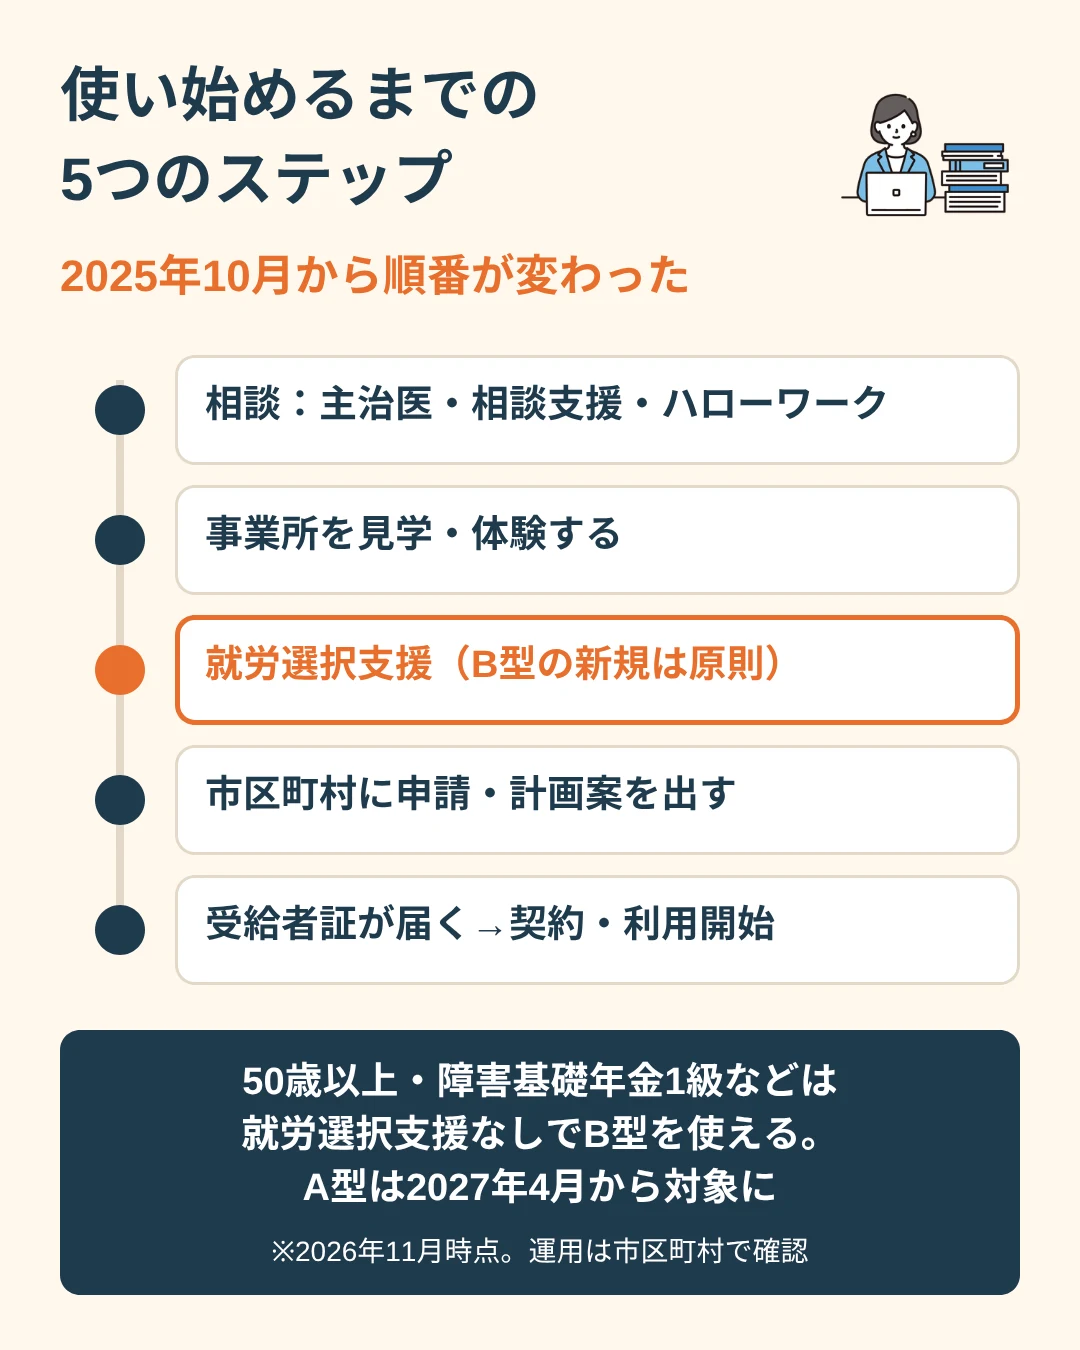 使い始めるまでの
5つのステップ
2025年10月から順番が変わった
相談：主治医・相談支援・ハローワーク
事業所を見学・体験する
就労選択支援（B型の新規は原則）
市区町村に申請・計画案を出す
受給者証が届く→契約・利用開始
50歳以上・障害基礎年金1級などは
就労選択支援なしでB型を使える。
A型は2027年4月から対象に
※2026年11月時点。運用は市区町村で確認